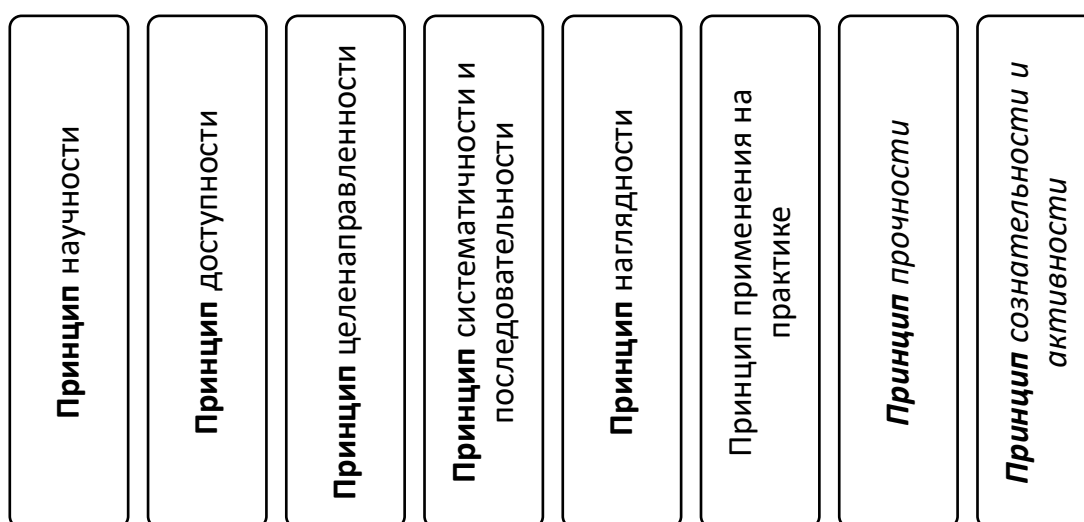 Принцип научности
Принцип доступности
Принцип целенаправленности
Принцип систематичности и
последовательности
Принцип наглядности
Принцип применения на
практике
Принцип прочности
Принцип сознательности и
активности